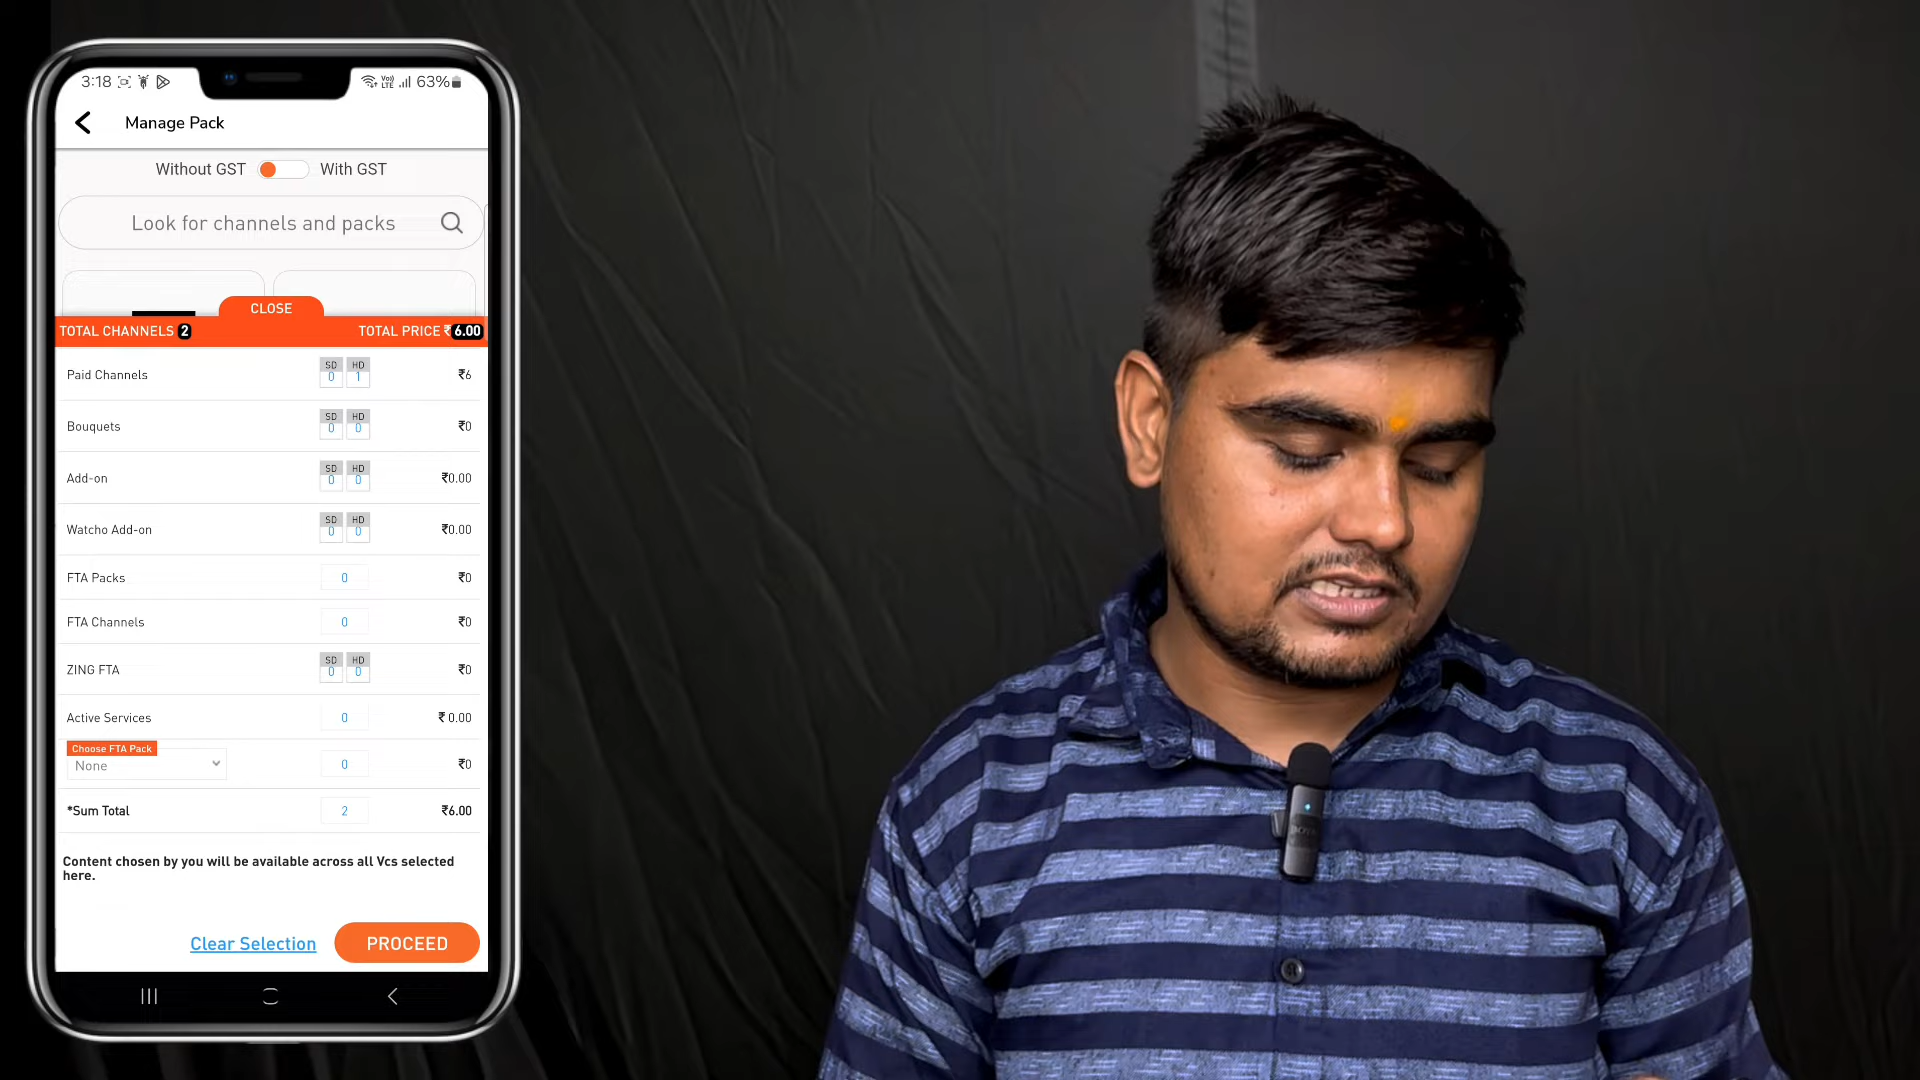 3:18 63%
Manage Pack
Without GST With GST
Look for channels and packs
CLOSE
TOTAL CHANNELS 2 TOTAL PRICE ₹ 6.00
Paid Channels SD 0 HD 1 ₹6
Bouquets SD 0 HD 0 ₹0
Add-on SD 0 HD 0 ₹0.00
Watcho Add-on SD 0 HD 0 ₹0.00
FTA Packs 0 ₹0
FTA Channels 0 ₹0
ZING FTA SD 0 HD 0 ₹0
Active Services 0 ₹ 0.00
Choose FTA Pack
None 0 ₹0
*Sum Total 2 ₹6.00
Content chosen by you will be available across all Vcs selected
here.
Clear Selection PROCEED